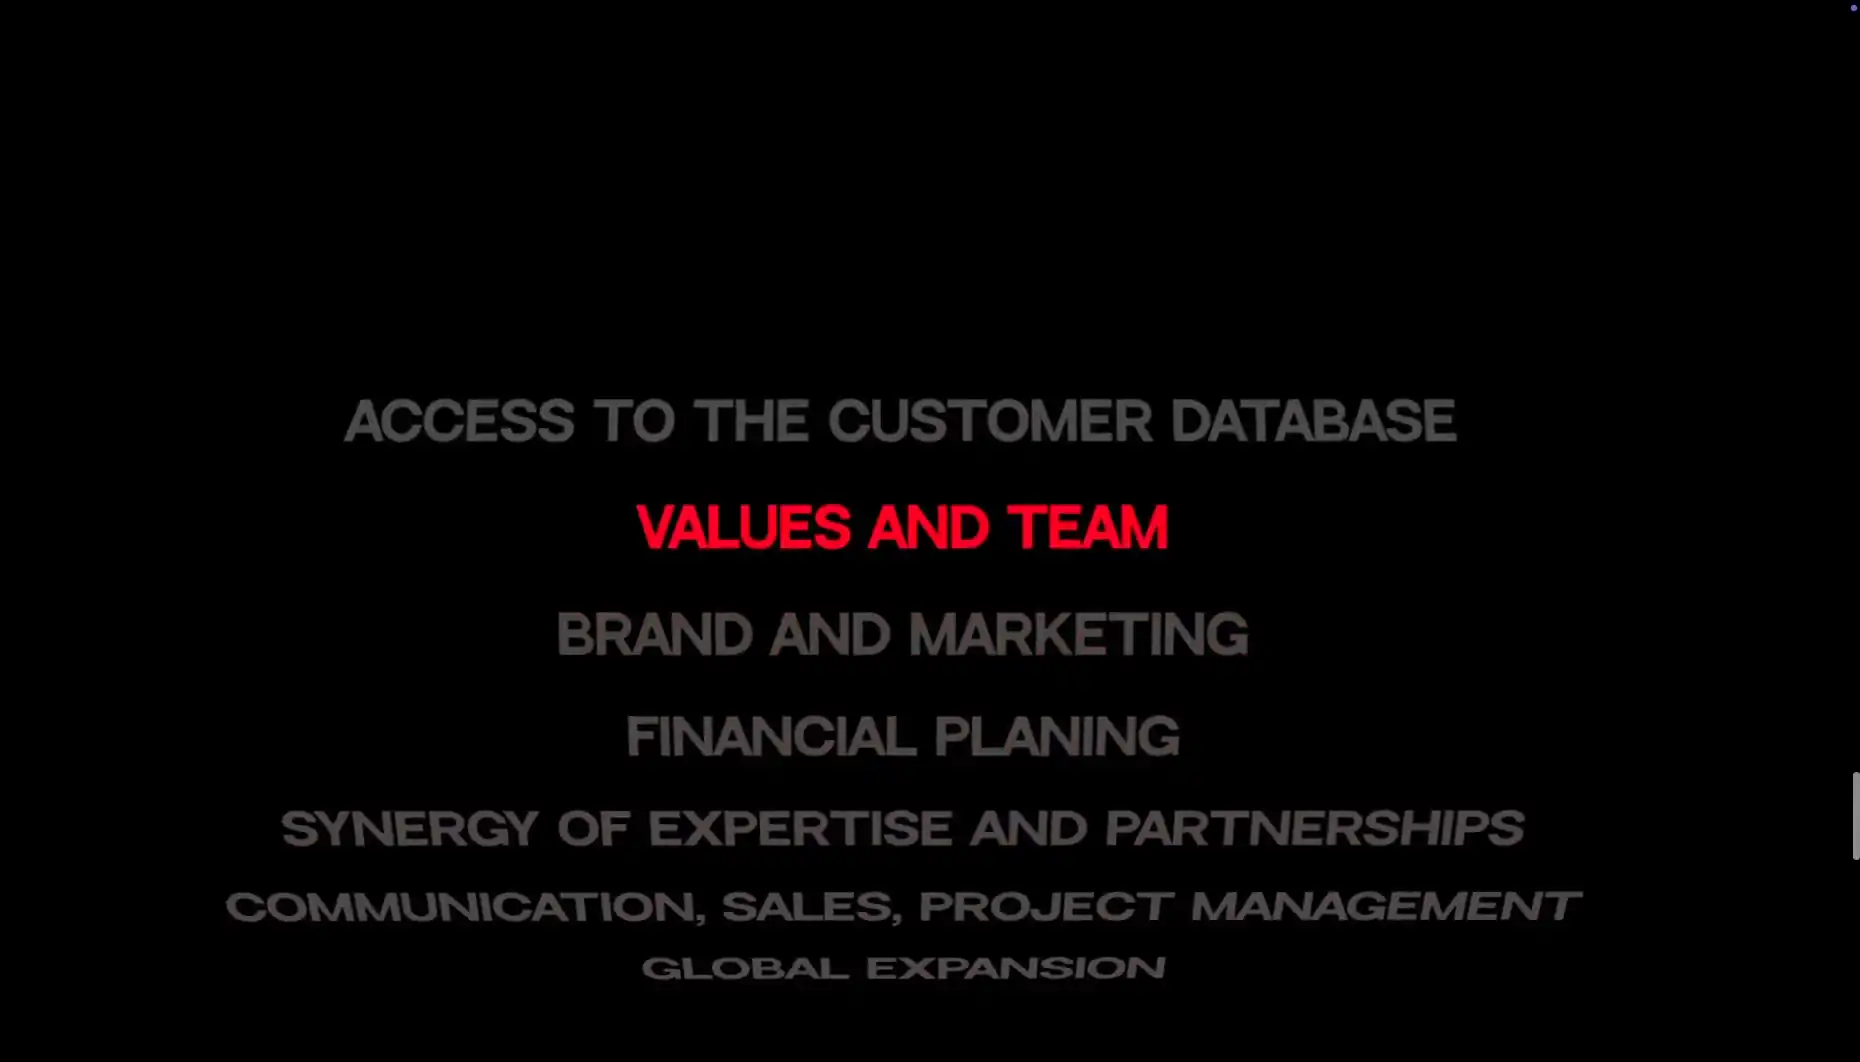 ACCESS TO THE CUSTOMER DATABASE
VALUES AND TEAM
BRAND AND MARKETING
FINANCIAL PLANING
SYNERGY OF EXPERTISE AND PARTNERSHIPS
COMMUNICATION, SALES, PROJECT MANAGEMENT
GLOBAL EXPANSION